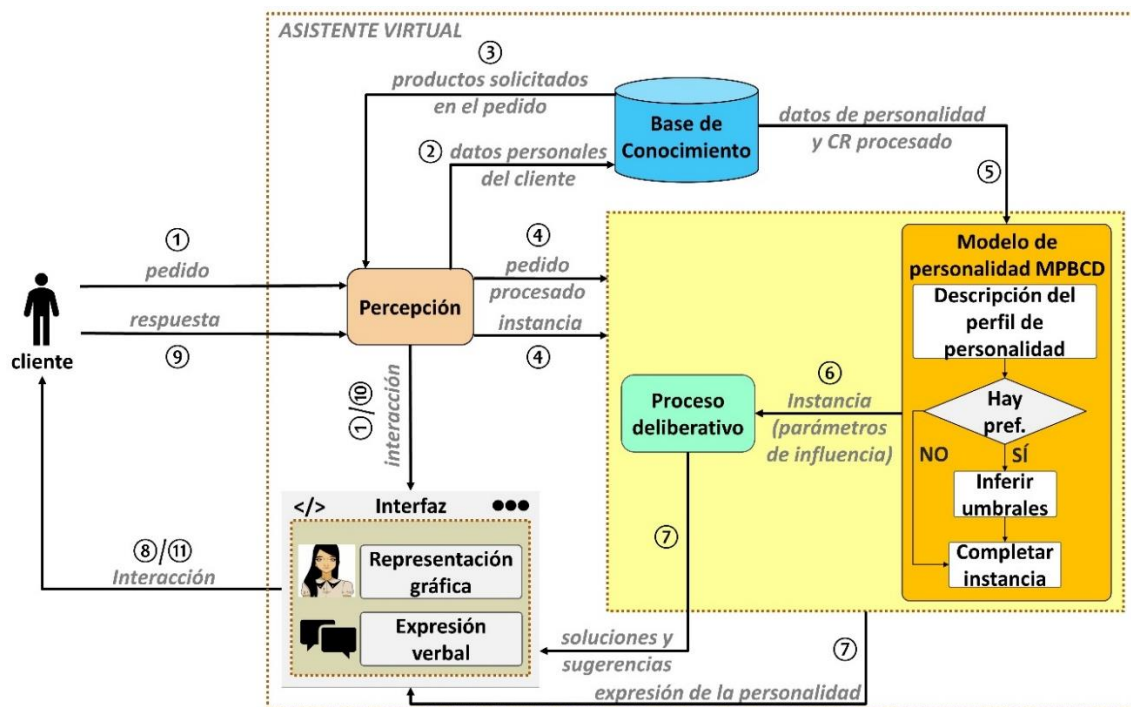 ASISTENTE VIRTUAL
③
productos solicitados
en el pedido
Base de
Conocimiento
datos de personalidad
y CR procesado
②
datos personales
del cliente
⑤
①
pedido
④
pedido
procesado
Percepción
respuesta
⑨
instancia
④
cliente
①/⑩
interacción
Modelo de
personalidad MPBCD
Descripción del
perfil de
personalidad
Hay
pref.
NO
SÍ
Inferir
umbrales
Completar
instancia
⑥
Instancia
(parámetros
de influencia)
Proceso
deliberativo
⑦
</> Interfaz
Representación
gráfica
Expresión
verbal
⑧/⑪
Interacción
soluciones y
sugerencias
⑦
expresión de la personalidad